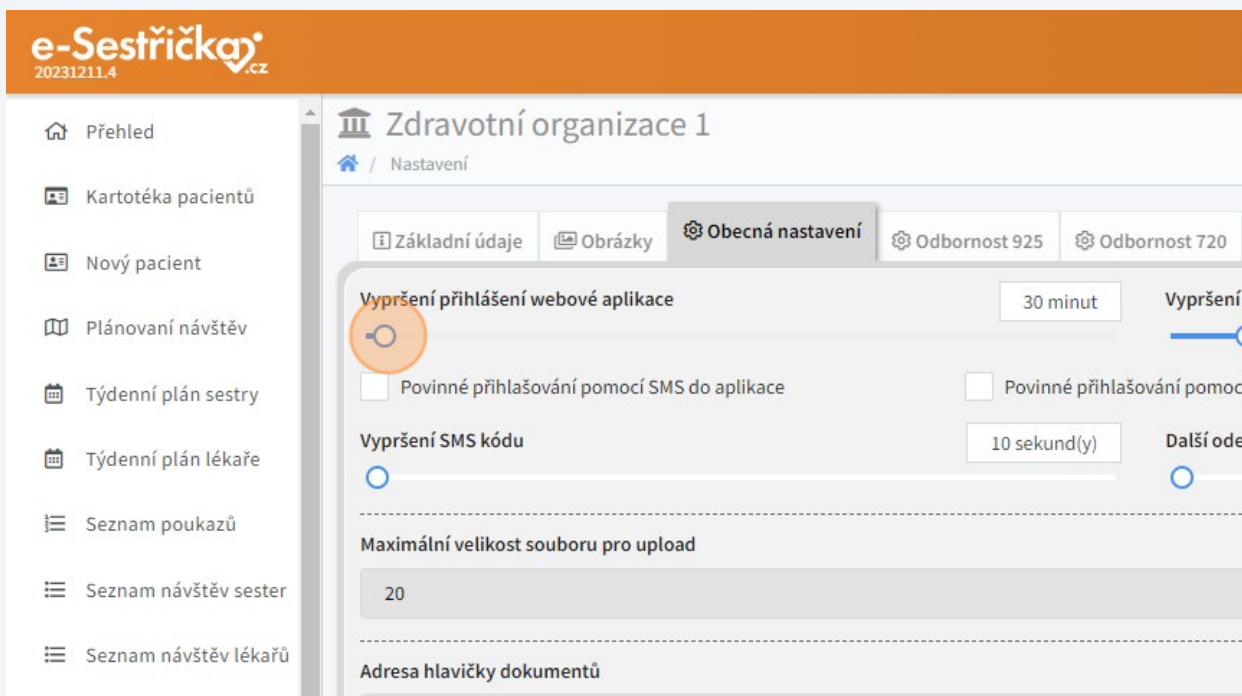 e-Sestřička.cz
20231211.4
Přehled
Kartotéka pacientů
Nový pacient
Plánovaní návštěv
Týdenní plán sestry
Týdenní plán lékaře
Seznam poukazů
Seznam návštěv sester
Seznam návštěv lékařů
Zdravotní organizace 1
/ Nastavení
Základní údaje Obrázky Obecná nastavení Odbornost 925 Odbornost 720
Vypršení přihlášení webové aplikace 30 minut Vypršení
Povinné přihlašování pomocí SMS do aplikace Povinné přihlašování pomoc
Vypršení SMS kódu 10 sekund(y) Další ode
Maximální velikost souboru pro upload
20
Adresa hlavičky dokumentů